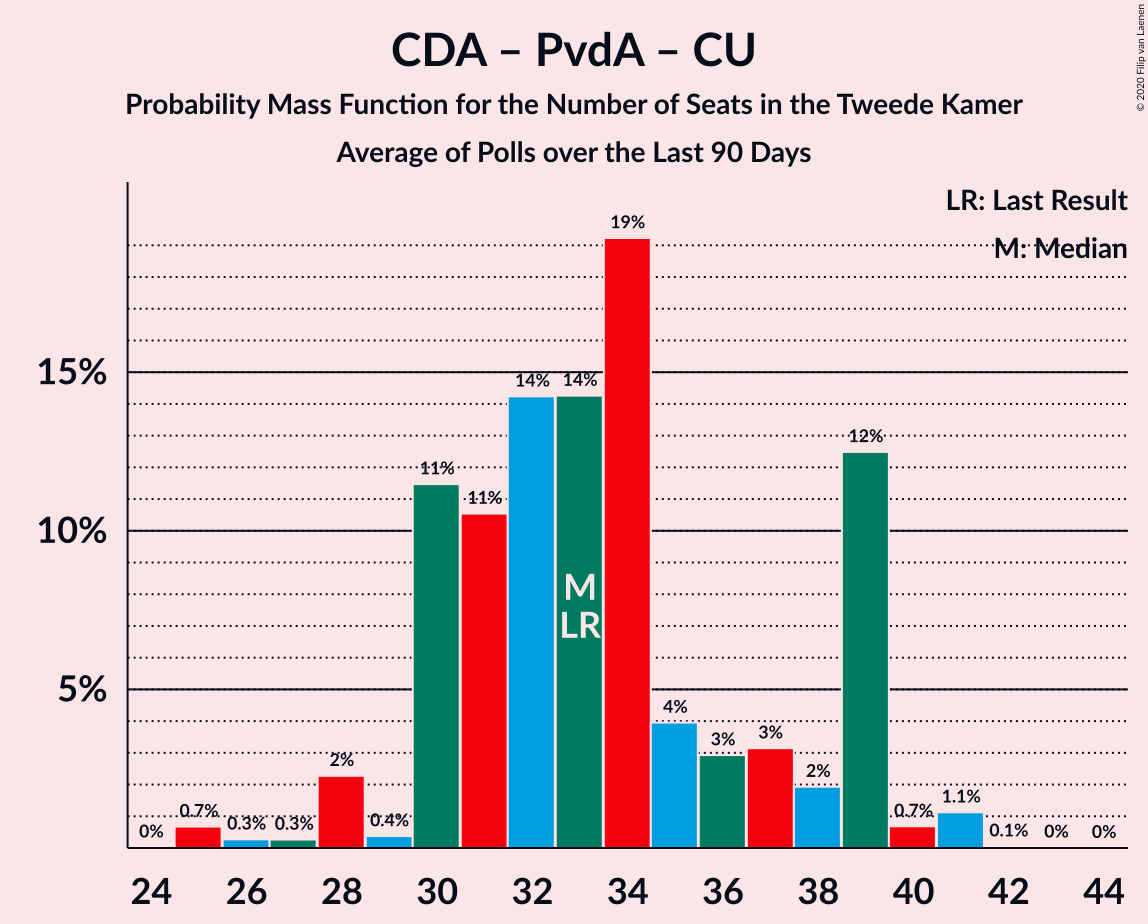 CDA – PvdA – CU
Probability Mass Function for the Number of Seats in the Tweede Kamer
Average of Polls over the Last 90 Days
© 2020 Filip van Laenen
LR: Last Result
M: Median
15%
10%
5%
0%
0.7%
0.3%
0.3%
2%
0.4%
11%
11%
14%
14%
19%
4%
3%
3%
2%
12%
0.7%
1.1%
0.1%
0%
0%
M
LR
24 26 28 30 32 34 36 38 40 42 44